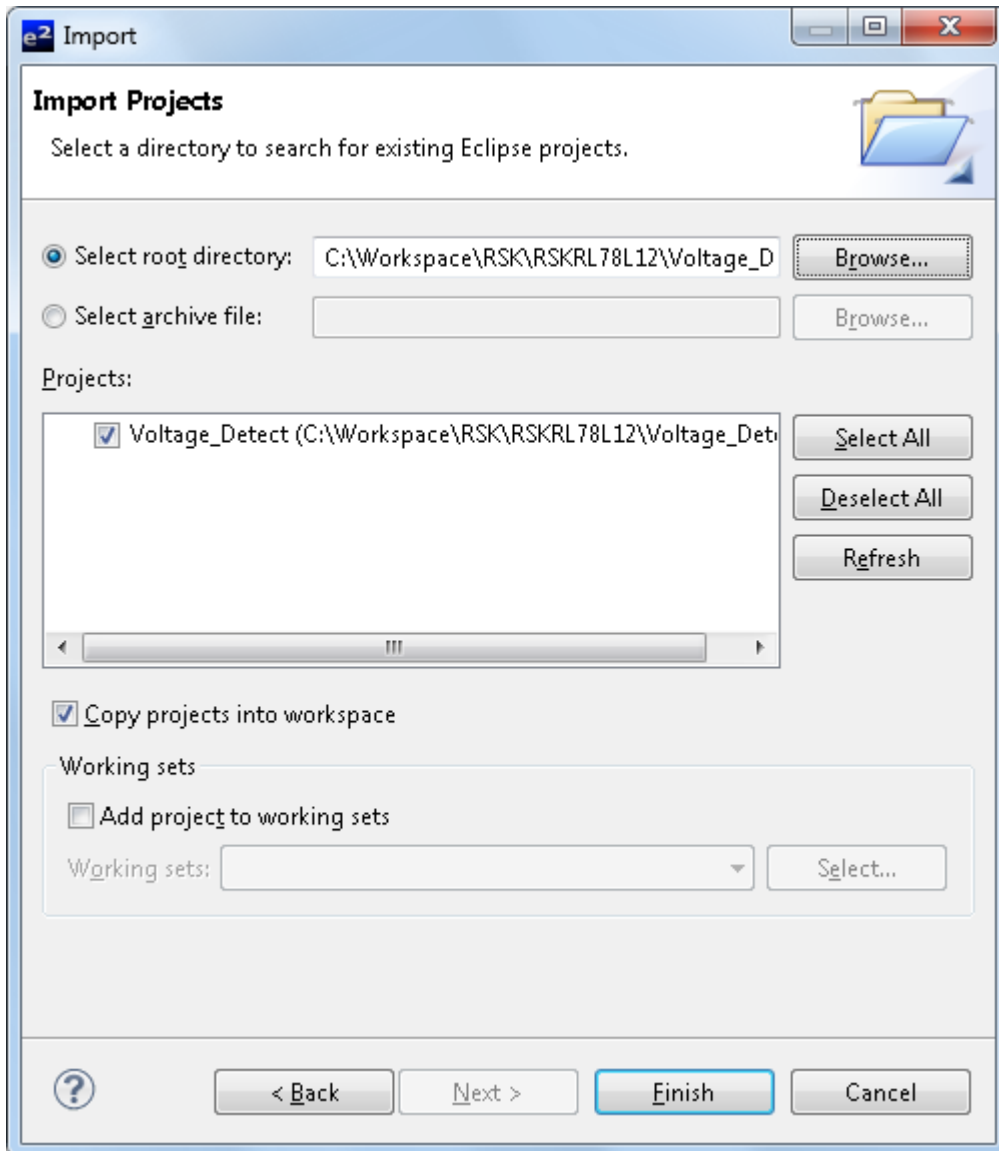 e² Import
Import Projects
Select a directory to search for existing Eclipse projects.
Select root directory: C:\Workspace\RSK\RSKRL78L12\Voltage_D Browse...
Select archive file: Browse...
Projects:
Voltage_Detect (C:\Workspace\RSK\RSKRL78L12\Voltage_Dete
Select All
Deselect All
Refresh
Copy projects into workspace
Working sets
Add project to working sets
Working sets: Select...
? < Back Next > Finish Cancel